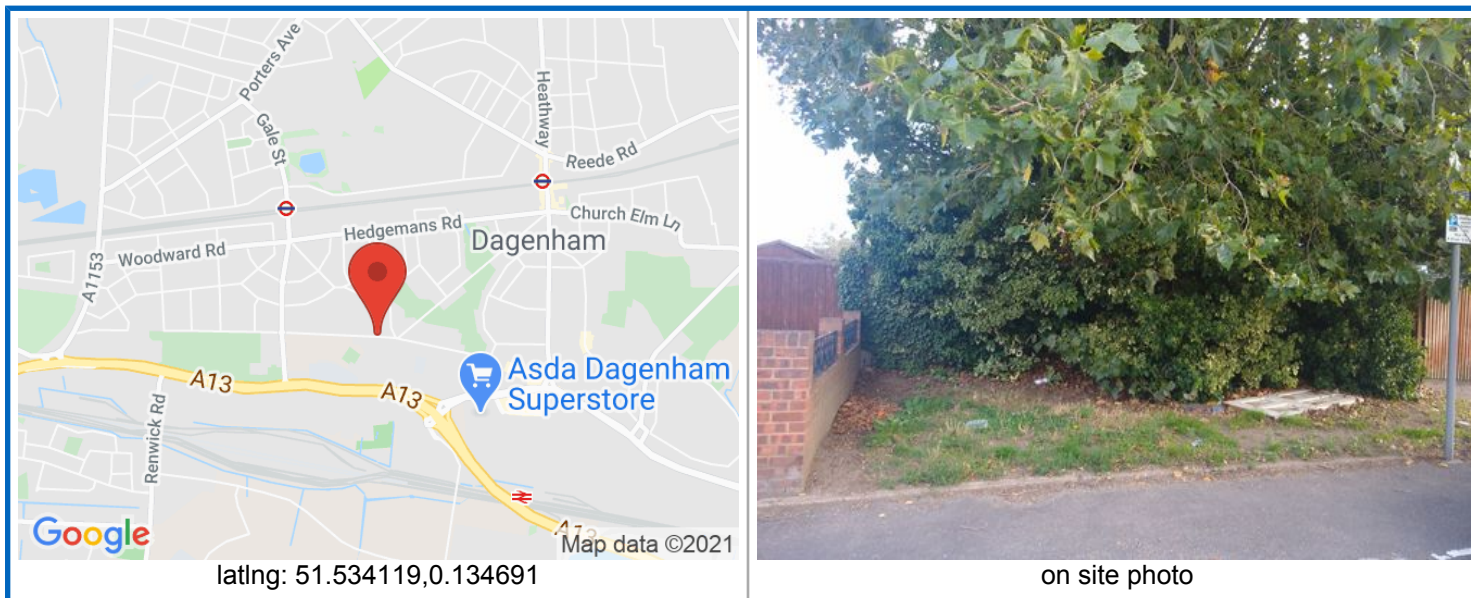 Porters Ave
Gale St
Heathway
Reede Rd
Hedgemans Rd
Church Elm Ln
Dagenham
Woodward Rd
A1153
A13
A13
Asda Dagenham
Superstore
Renwick Rd
A13
Google
Map data ©2021
latlng: 51.534119,0.134691
on site photo